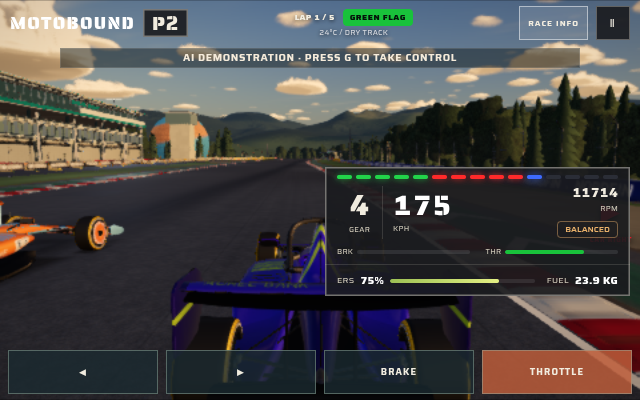 MOTOBOUND P2
LAP 1 / 5 GREEN FLAG
24°C / DRY TRACK
RACE INFO
II
AI DEMONSTRATION · PRESS G TO TAKE CONTROL
4
GEAR
175
KPH
11714
RPM
BALANCED
BRK
THR
ERS 75%
FUEL 23.9 KG
◄
►
BRAKE
THROTTLE